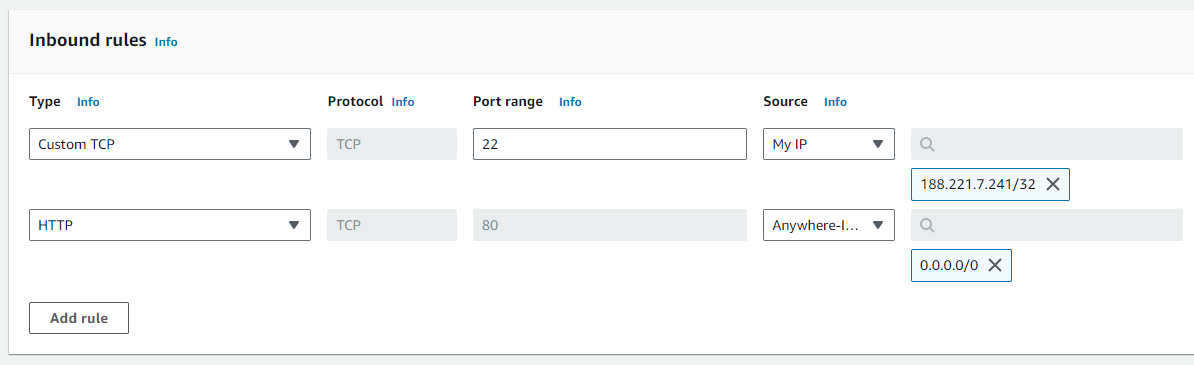 Inbound rules Info
Type Info Protocol Info Port range Info Source Info
Custom TCP TCP 22 My IP
188.221.7.241/32
HTTP TCP 80 Anywhere-I...
0.0.0.0/0
Add rule